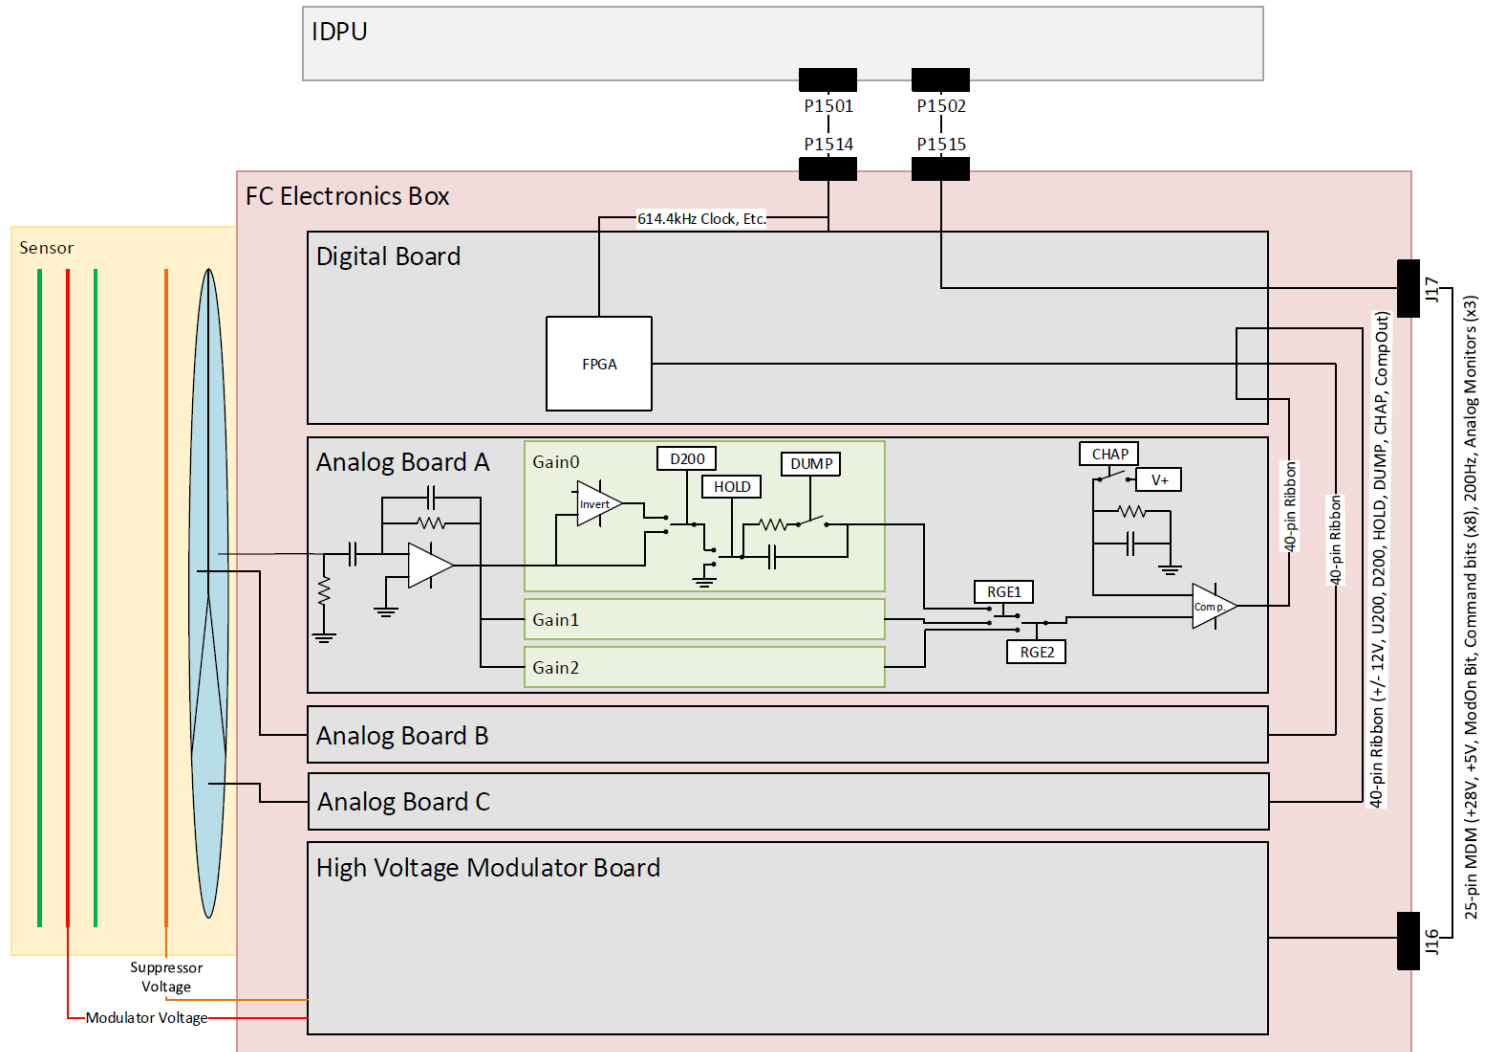 IDPU
P1501
P1502
P1514
P1515
FC Electronics Box
614.4kHz Clock, Etc.
Sensor
Digital Board
FPGA
J17
Analog Board A
Gain0
Invert
D200
HOLD
DUMP
CHAP
V+
Comp.
RGE1
RGE2
Gain1
Gain2
40-pin Ribbon
40-pin Ribbon
40-pin Ribbon (+/- 12V, U200, D200, HOLD, DUMP, CHAP, CompOut)
25-pin MDM (+28V, +5V, ModOn Bit, Command bits (x8), 200Hz, Analog Monitors (x3)
Analog Board B
Analog Board C
High Voltage Modulator Board
J16
Suppressor
Voltage
Modulator Voltage